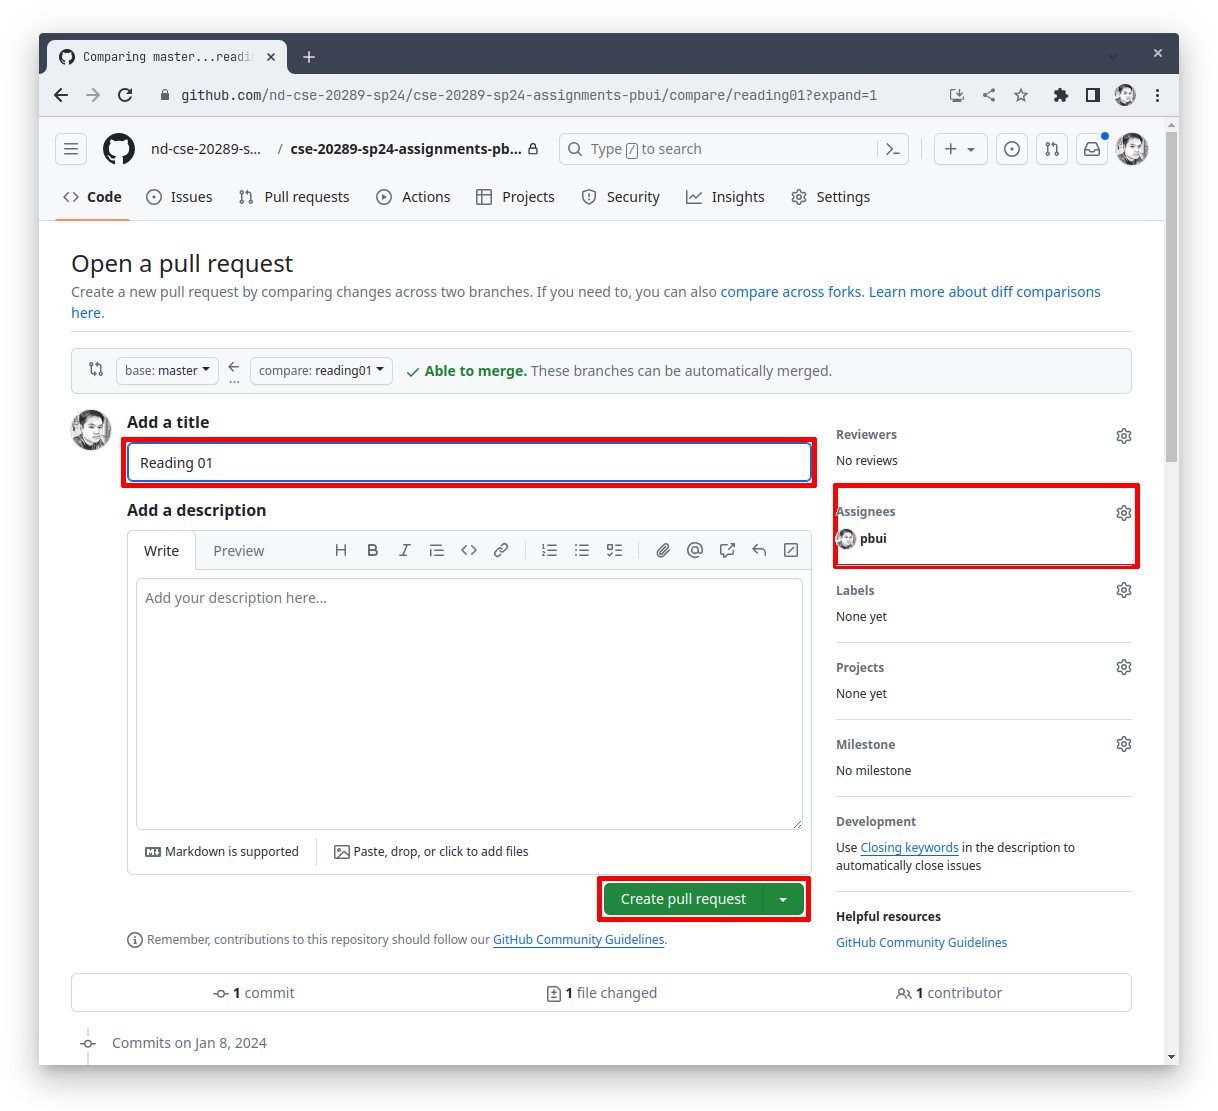 Comparing master...readi
github.com/nd-cse-20289-sp24/cse-20289-sp24-assignments-pbui/compare/reading01?expand=1
nd-cse-20289-s... / cse-20289-sp24-assignments-pb...
Type / to search
Code Issues Pull requests Actions Projects Security Insights Settings
Open a pull request
Create a new pull request by comparing changes across two branches. If you need to, you can also compare across forks. Learn more about diff comparisons
here.
base: master ... compare: reading01 Able to merge. These branches can be automatically merged.
Add a title
Reading 01
Add a description
Write Preview
Add your description here...
Markdown is supported Paste, drop, or click to add files
Create pull request
Remember, contributions to this repository should follow our GitHub Community Guidelines.
Reviewers
No reviews
Assignees
pbui
Labels
None yet
Projects
None yet
Milestone
No milestone
Development
Use Closing keywords in the description to
automatically close issues
Helpful resources
GitHub Community Guidelines
1 commit 1 file changed 1 contributor
Commits on Jan 8, 2024